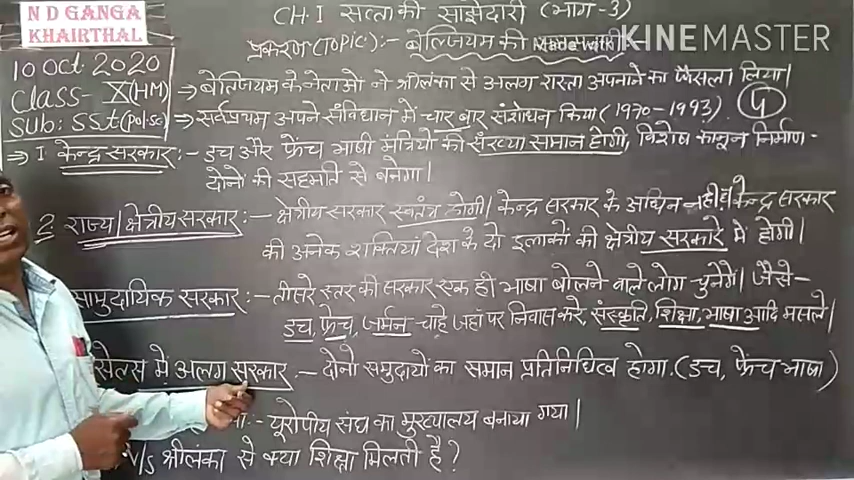 N D GANGA
KHAIRTHAL
CH.I सत्ता की साझेदारी (भाग-3)
प्रकरण (Topic):- बेल्जियम की
Made with KINEMASTER
10 Oct 2020
Class- X (HM)
Sub: SSt (Pol.Sc)
⇒ बेल्जियम के नेताओ ने श्रीलंका से अलग रास्ता अपनाने का फैसला लिया।
⇒ सर्वप्रथम अपने संविधान में चार बार संशोधन किया (1970-1993). 4
⇒ I केन्द्र सरकार:- डच और फ्रेंच भाषी मंत्रियों की संख्या समान होगी, विशेष कानून निर्माण -
दोनों की सहमति से बनेगा।
2. राज्य/क्षेत्रीय सरकार:- क्षेत्रीय सरकार स्वतंत्र होगी। केन्द्र सरकार के अधिन नही व केन्द्र सरकार
की अनेक शक्तियां देश के दो इलाकों की क्षेत्रीय सरकारे में होगी।
सामुदायिक सरकार:- तीसरे स्तर की सरकार एक ही भाषा बोलने वाले लोग चुनेगें। जैसे-
डच, फ्रेच, जर्मन- चाहे जहां पर निवास करे, संस्कृति, शिक्षा, भाषा आदि मसले।
सेल्स में अलग सरकार:- दोनो समुदायों का समान प्रतिनिधित्व होगा. (डच, फ्रेंच भाषा)
:- यूरोपीय संघ का मुख्यालय बनाया गया।
V/S श्रीलंका से क्या शिक्षा मिलती है?